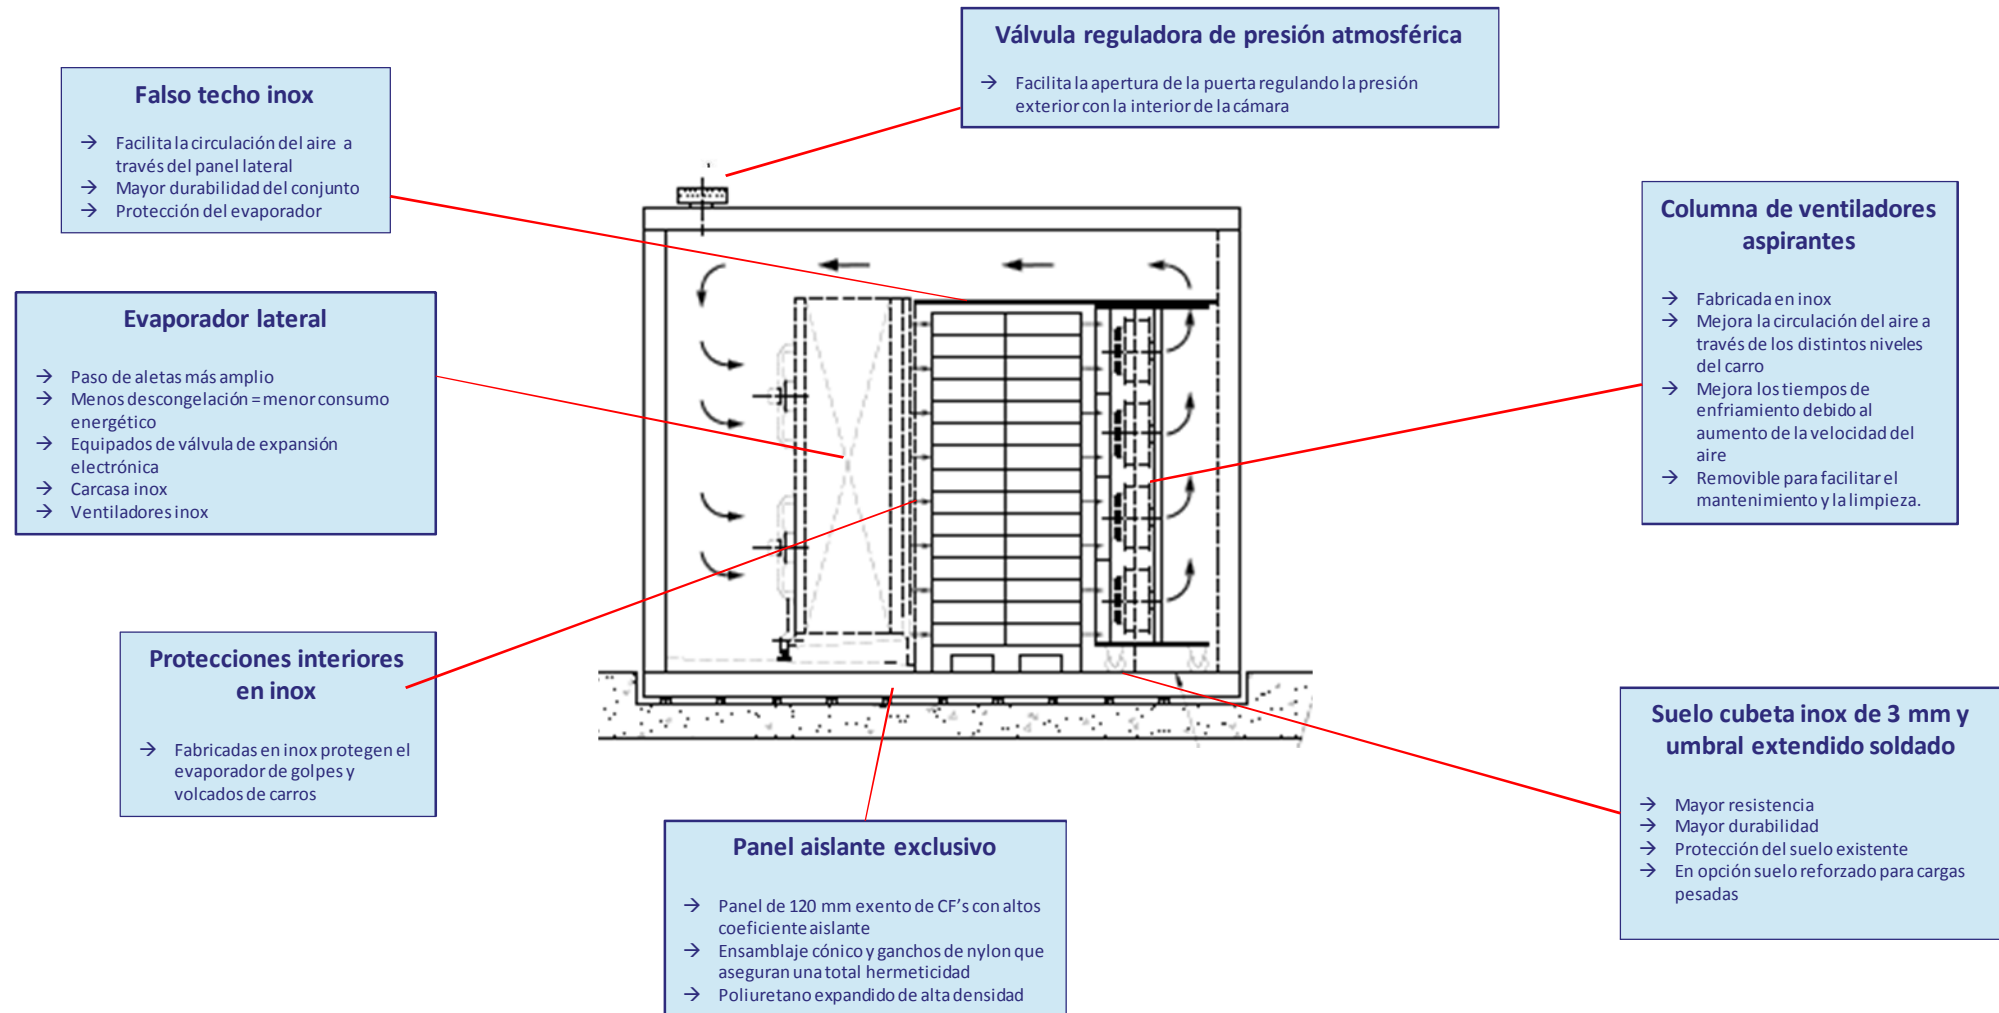 Válvula reguladora de presión atmosférica
→ Facilita la apertura de la puerta regulando la presión
exterior con la interior de la cámara
Falso techo inox
→ Facilita la circulación del aire a
través del panel lateral
→ Mayor durabilidad del conjunto
→ Protección del evaporador
Columna de ventiladores
aspirantes
→ Fabricada en inox
→ Mejora la circulación del aire a
través de los distintos niveles
del carro
→ Mejora los tiempos de
enfriamiento debido al
aumento de la velocidad del
aire
→ Removible para facilitar el
mantenimiento y la limpieza.
Evaporador lateral
→ Paso de aletas más amplio
→ Menos descongelación = menor consumo
energético
→ Equipados de válvula de expansión
electrónica
→ Carcasa inox
→ Ventiladores inox
Protecciones interiores
en inox
→ Fabricadas en inox protegen el
evaporador de golpes y
volcados de carros
Suelo cubeta inox de 3 mm y
umbral extendido soldado
→ Mayor resistencia
→ Mayor durabilidad
→ Protección del suelo existente
→ En opción suelo reforzado para cargas
pesadas
Panel aislante exclusivo
→ Panel de 120 mm exento de CF's con altos
coeficiente aislante
→ Ensamblaje cónico y ganchos de nylon que
aseguran una total hermeticidad
→ Poliuretano expandido de alta densidad